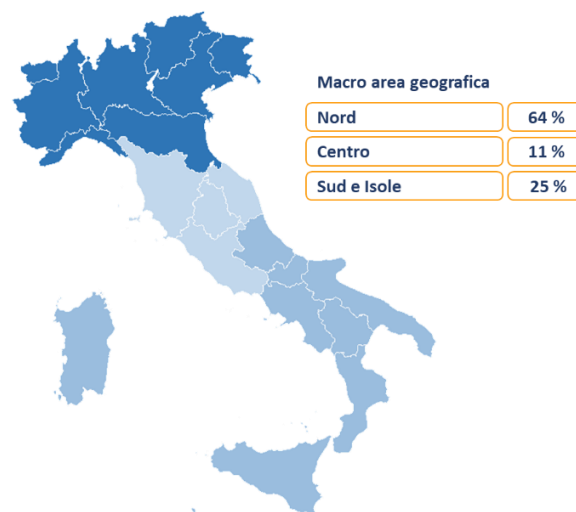 Macro area geografica
Nord 64 %
Centro 11 %
Sud e Isole 25 %